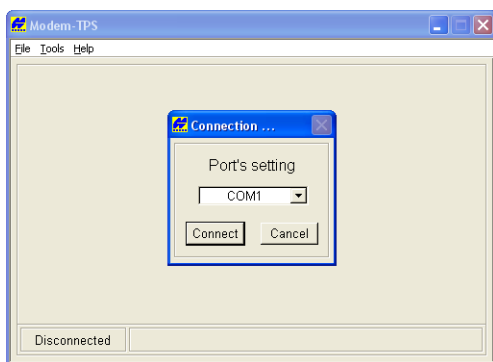 Modem-TPS
File Tools Help
Connection ...
Port's setting
COM1
Connect Cancel
Disconnected